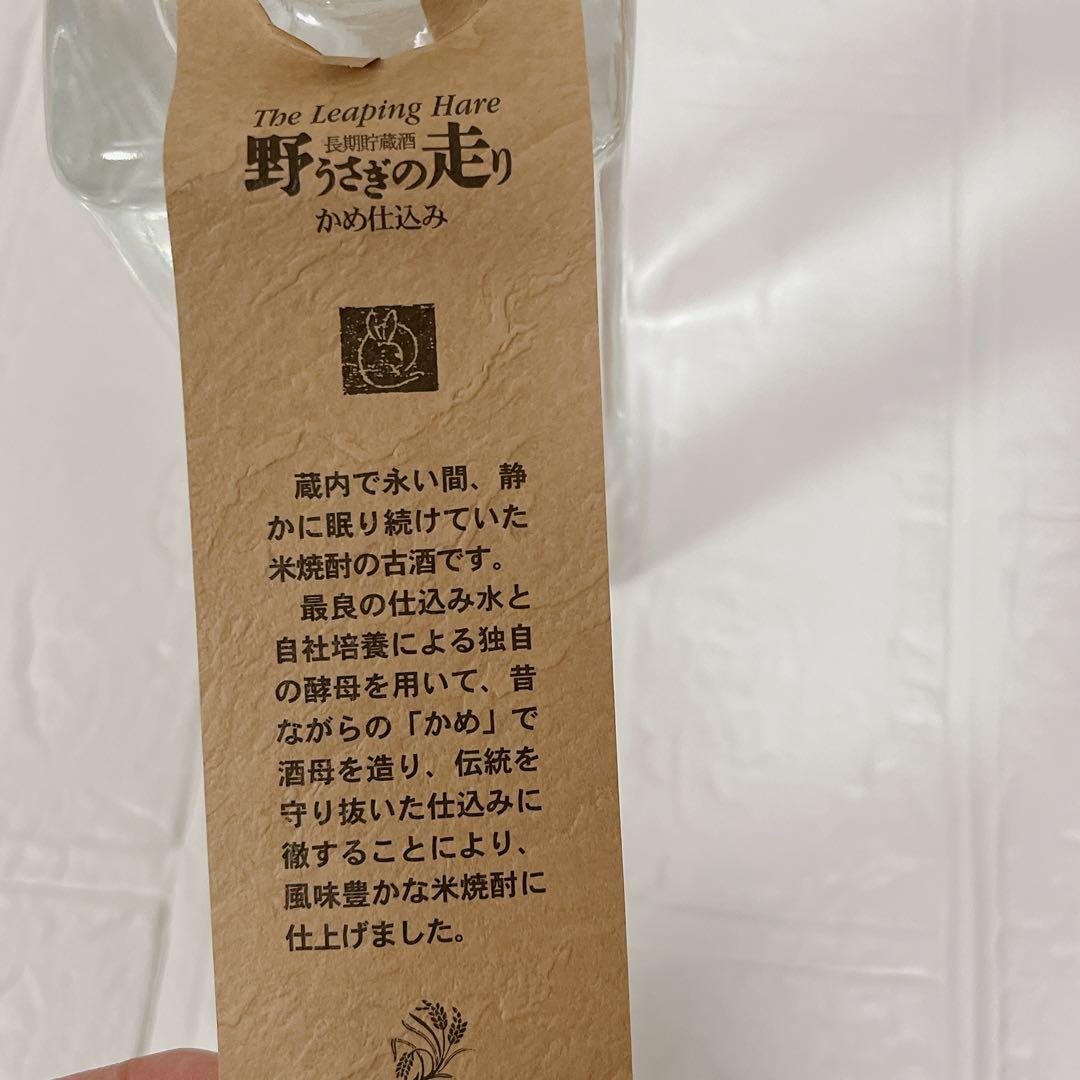 The Leaping Hare
長期貯蔵酒
野うさぎの走り
かめ仕込み
蔵内で永い間、静
かに眠り続けていた
米焼酎の古酒です。
最良の仕込み水と
自社培養による独自
の酵母を用いて、昔
ながらの「かめ」で
酒母を造り、伝統を
守り抜いた仕込みに
徹することにより、
風味豊かな米焼酎に
仕上げました。